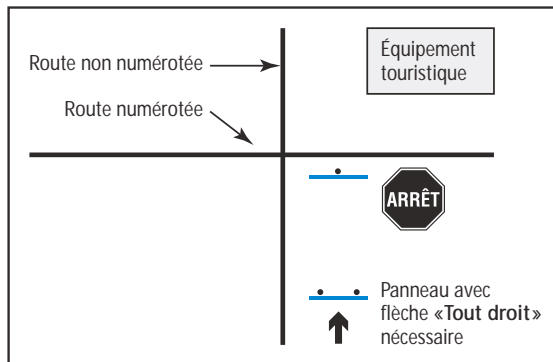 Équipement
touristique
Route non numérotée
Route numérotée
ARRÊT
Panneau avec
flèche «Tout droit»
nécessaire